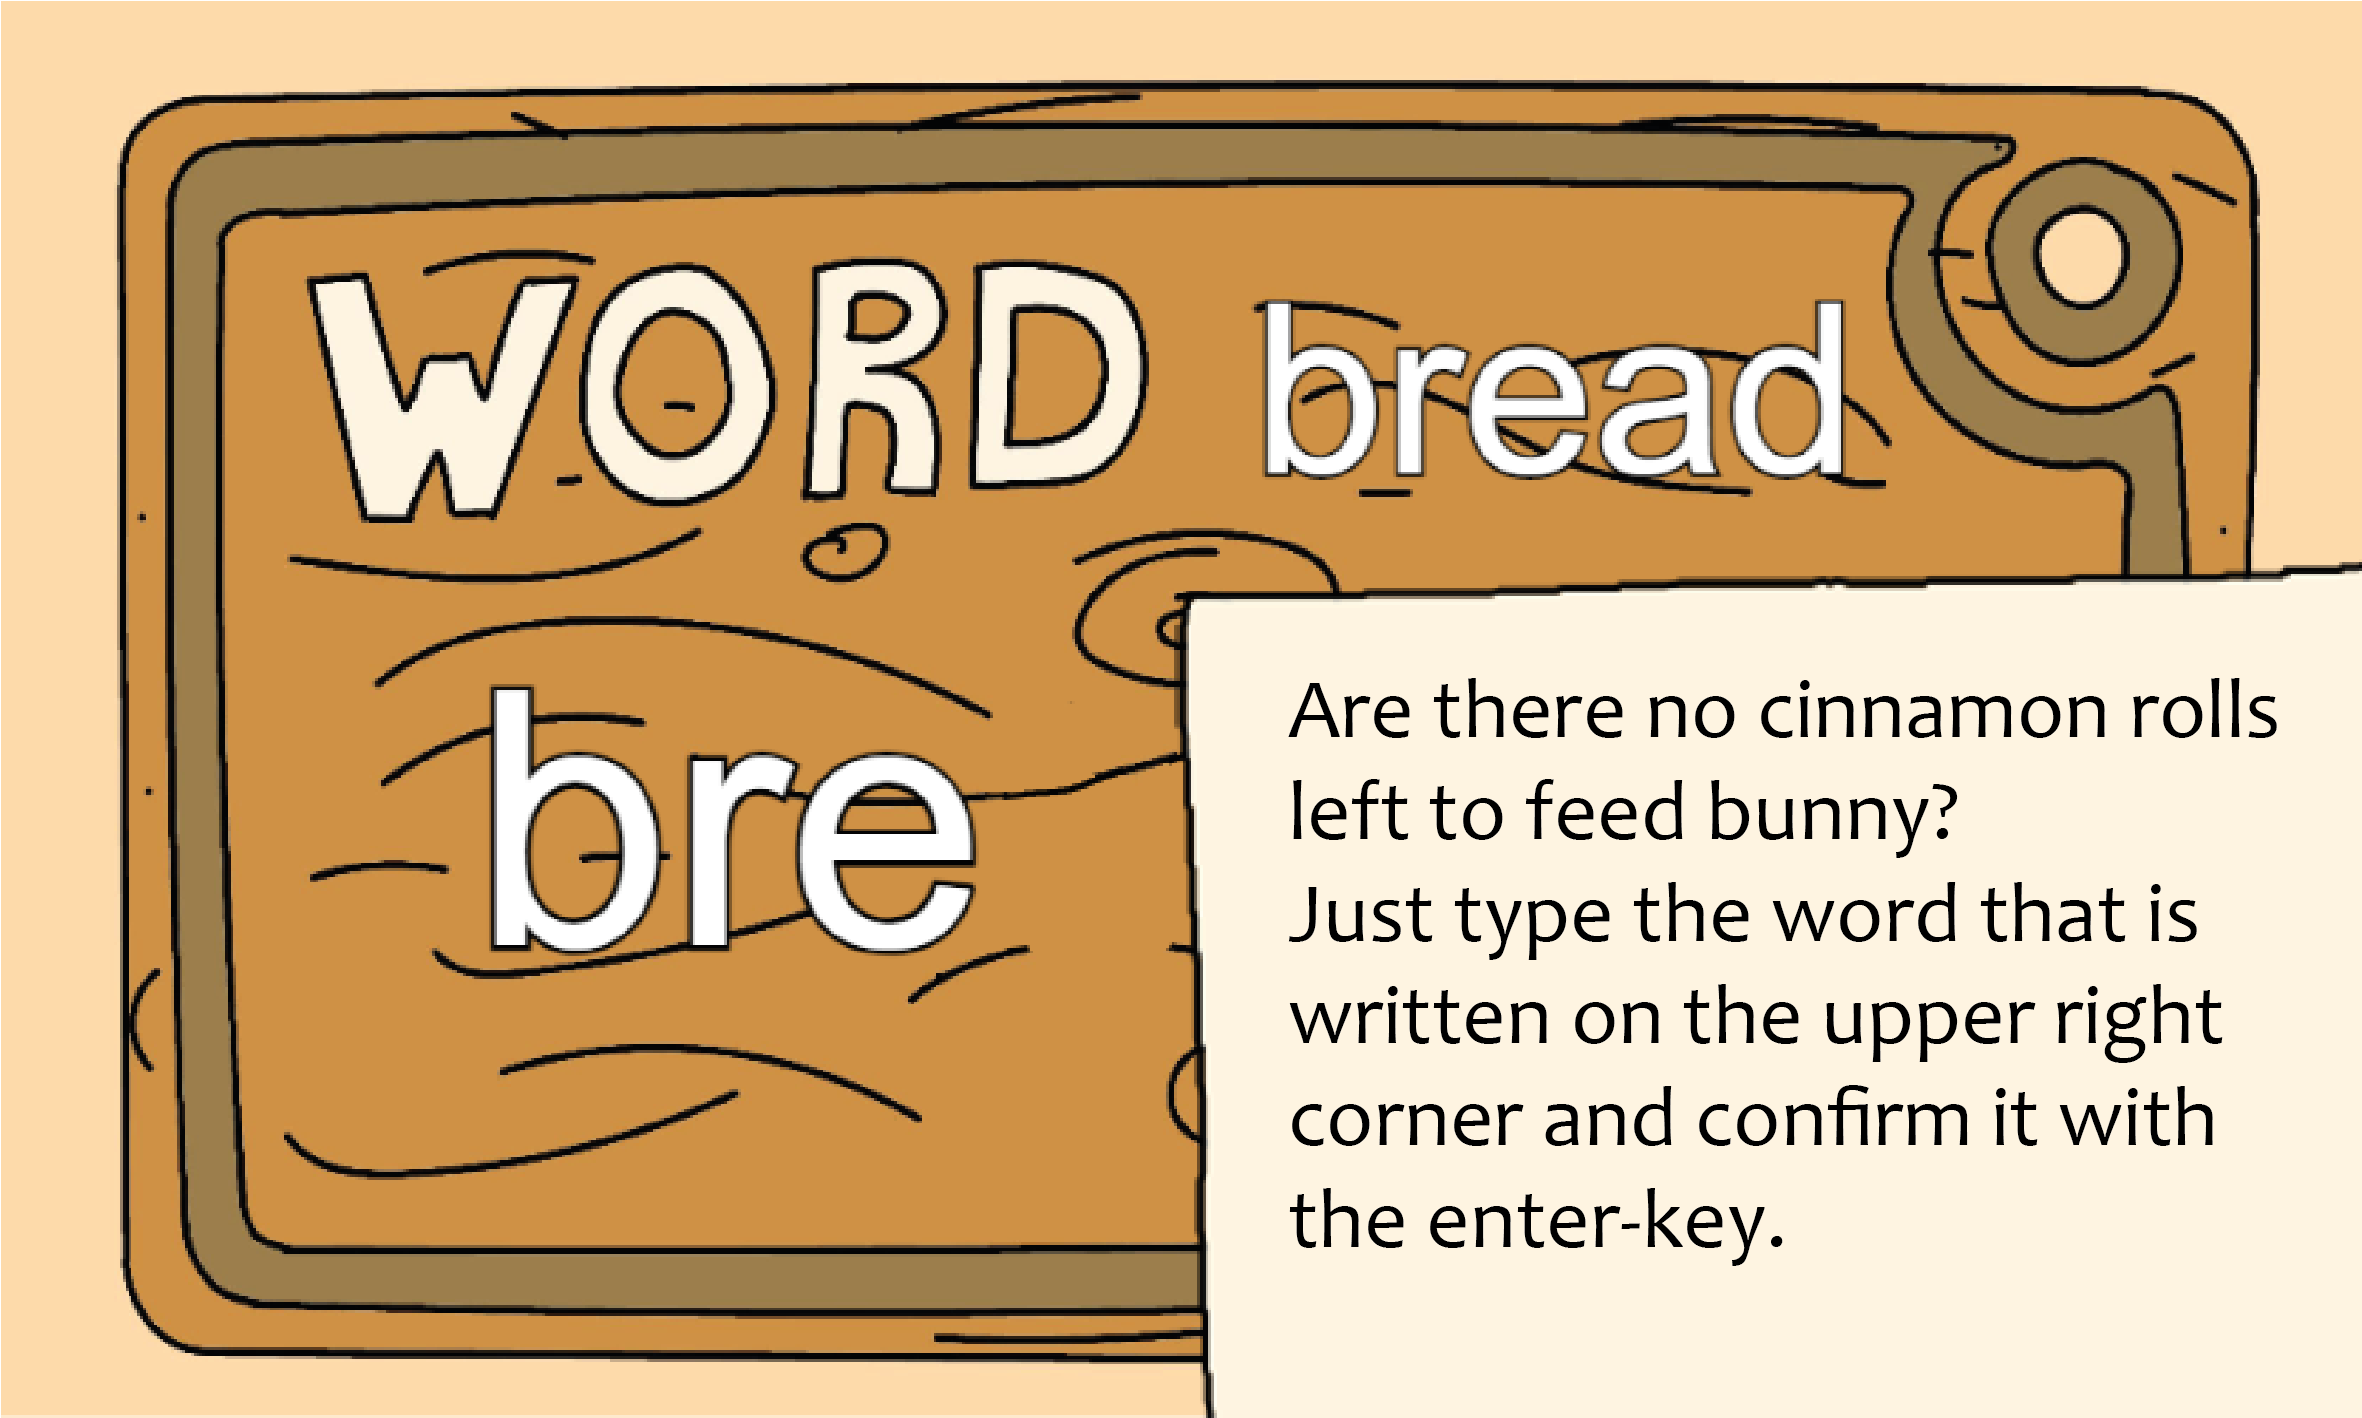 WORD bread
bre
Are there no cinnamon rolls
left to feed bunny?
Just type the word that is
written on the upper right
corner and confirm it with
the enter-key.